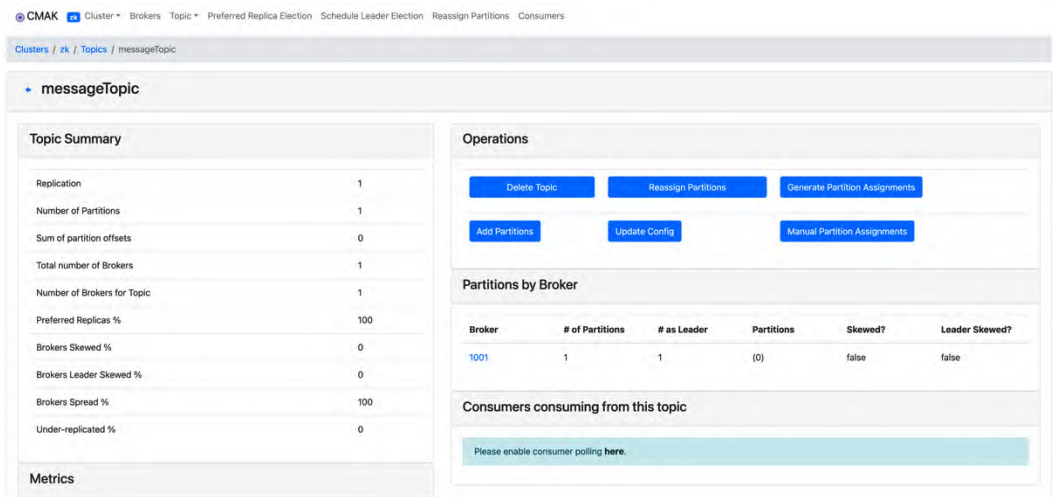 CMAK zk Cluster Brokers Topic Preferred Replica Election Schedule Leader Election Reassign Partitions Consumers
Clusters / zk / Topics / messageTopic
messageTopic
Topic Summary
Replication 1
Number of Partitions 1
Sum of partition offsets 0
Total number of Brokers 1
Number of Brokers for Topic 1
Preferred Replicas % 100
Brokers Skewed % 0
Brokers Leader Skewed % 0
Brokers Spread % 100
Under-replicated % 0
Metrics
Operations
Delete Topic Reassign Partitions Generate Partition Assignments
Add Partitions Update Config Manual Partition Assignments
Partitions by Broker
Broker # of Partitions # as Leader Partitions Skewed? Leader Skewed?
1001 1 1 (0) false false
Consumers consuming from this topic
Please enable consumer polling here.